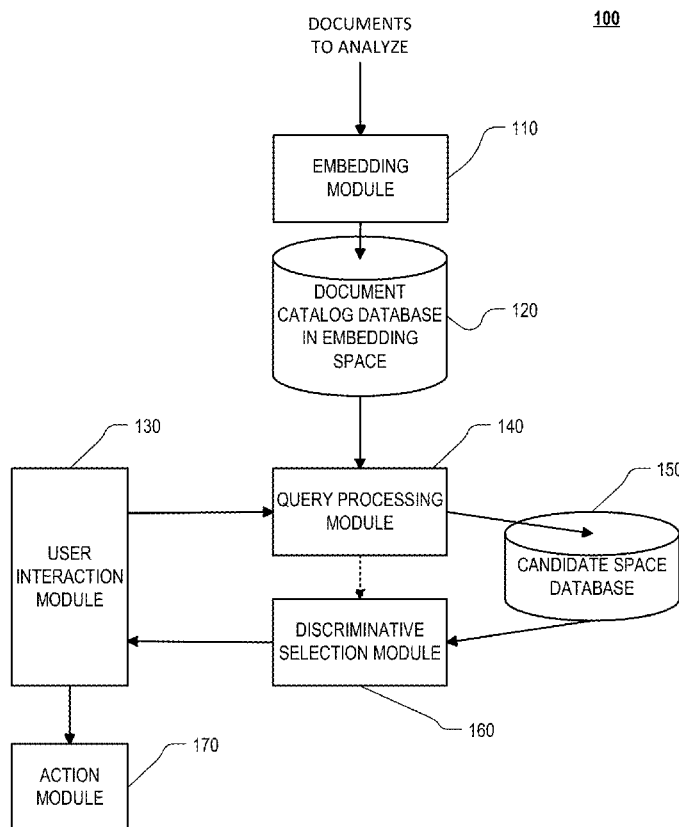 DOCUMENTS
TO ANALYZE
100
110
EMBEDDING
MODULE
DOCUMENT
CATALOG DATABASE
IN EMBEDDING
SPACE
120
130
140
150
USER
INTERACTION
MODULE
QUERY PROCESSING
MODULE
CANDIDATE SPACE
DATABASE
DISCRIMINATIVE
SELECTION MODULE
160
170
ACTION
MODULE